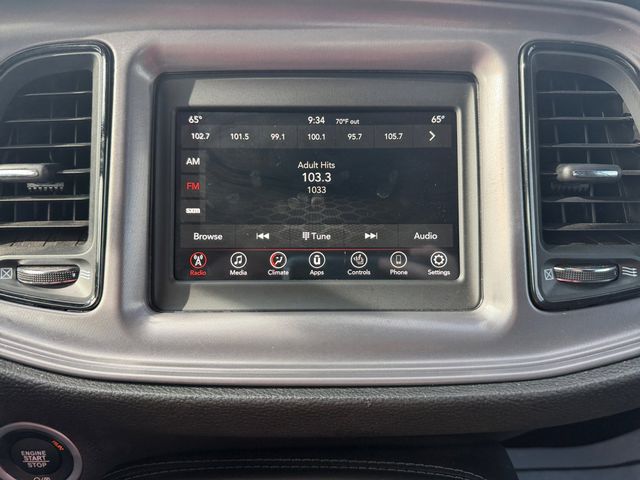 65° 9:34 70°F out 65°
102.7 101.5 99.1 100.1 95.7 105.7
AM
FM
sxm
Adult Hits
103.3
1033
Browse Tune Audio
Radio Media Climate Apps Controls Phone Settings
ENGINE
START
STOP
RUN